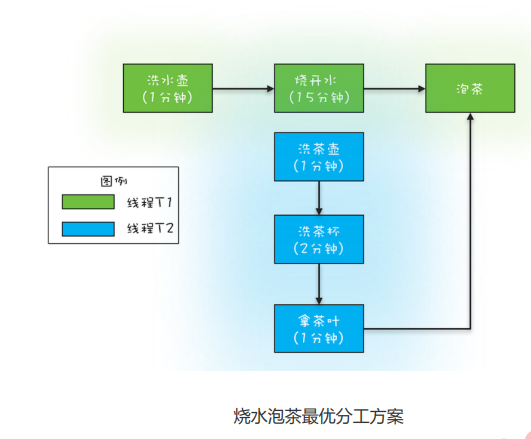 洗水壶
(1分钟)
烧开水
(15分钟)
泡茶
洗茶壶
(1分钟)
图例
线程T1
线程T2
洗茶杯
(2分钟)
拿茶叶
(1分钟)
烧水泡茶最优分工方案